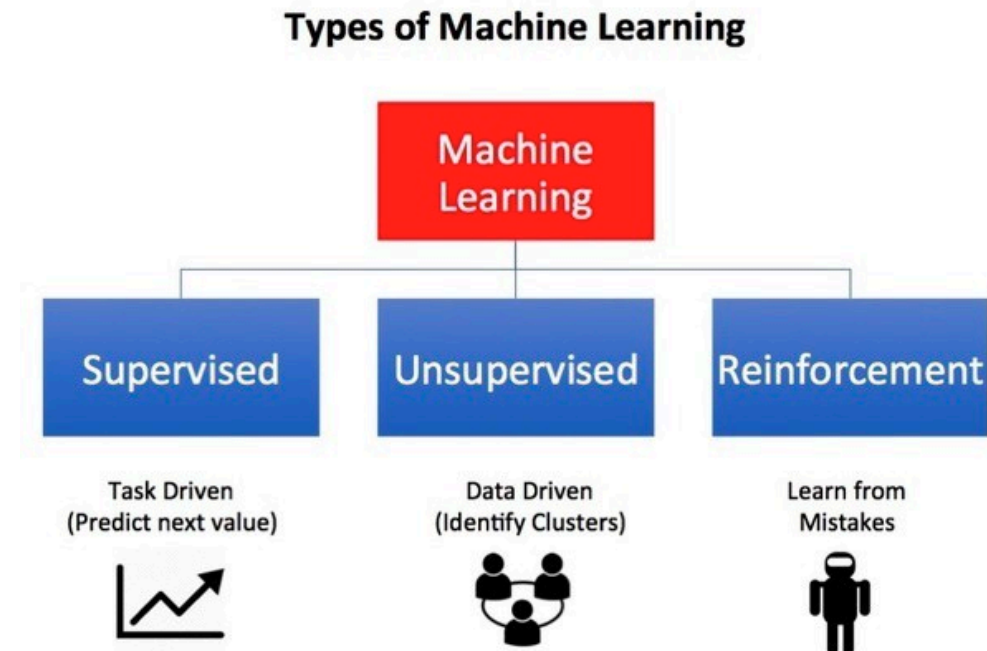 Types of Machine Learning
Machine
Learning
Supervised
Unsupervised
Reinforcement
Task Driven
(Predict next value)
Data Driven
(Identify Clusters)
Learn from
Mistakes